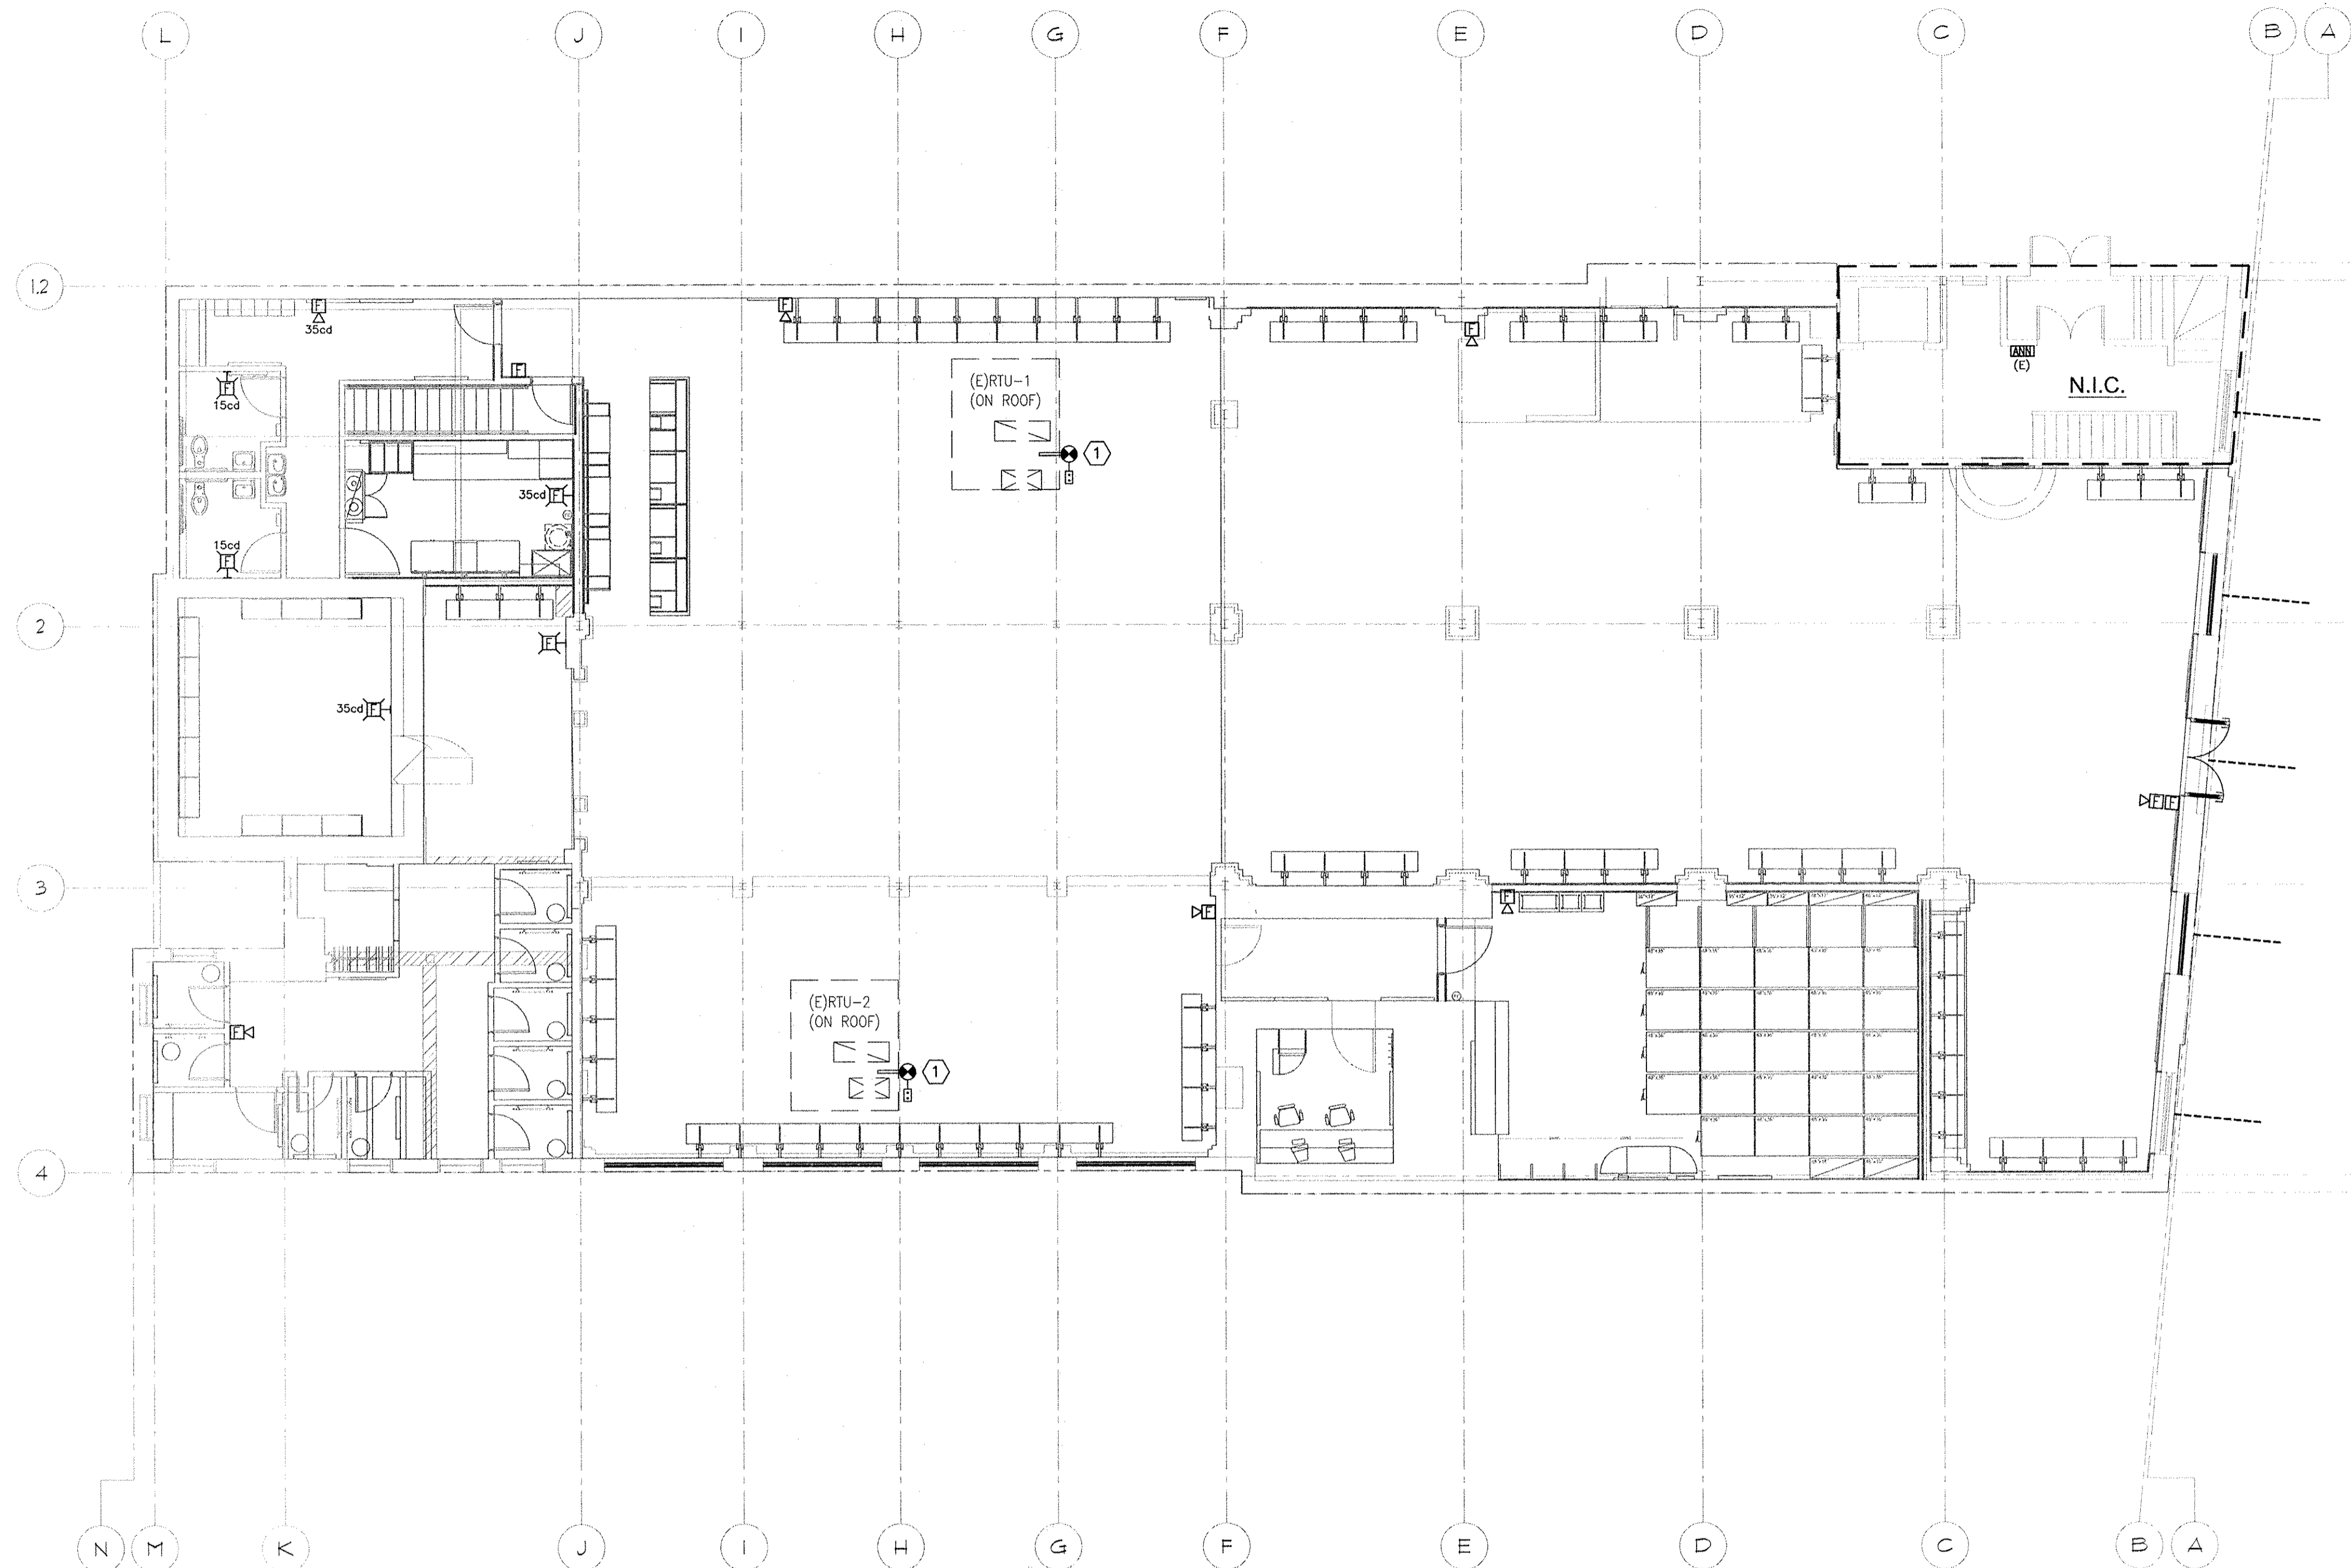 L J I H G F E D C B A
1.2
F
35cd
F
F
F
ANN
(E)
N.I.C.
F
F
15cd
(E)RTU-1
(ON ROOF)
1
35cd F
15cd
F
2
F
35cd F
F F
3
F
F
(E)RTU-2
(ON ROOF)
F
1
4
N M K J I H G F E D C B A